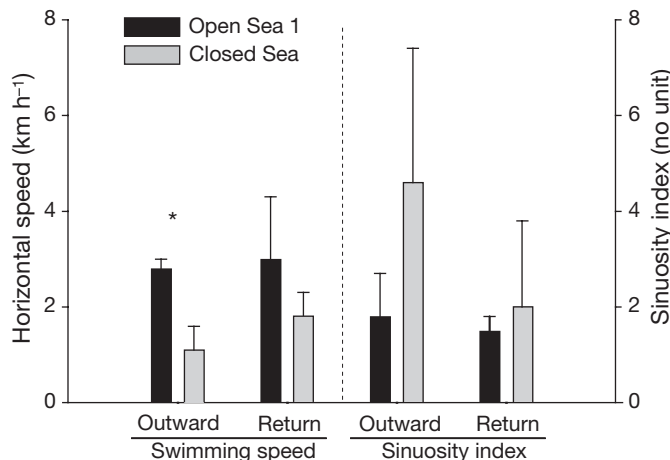 Open Sea 1
Closed Sea
Horizontal speed (km h⁻¹)
8
6
4
2
0
*
8
6
4
2
0
Sinuosity index (no unit)
Outward Return Outward Return
Swimming speed Sinuosity index